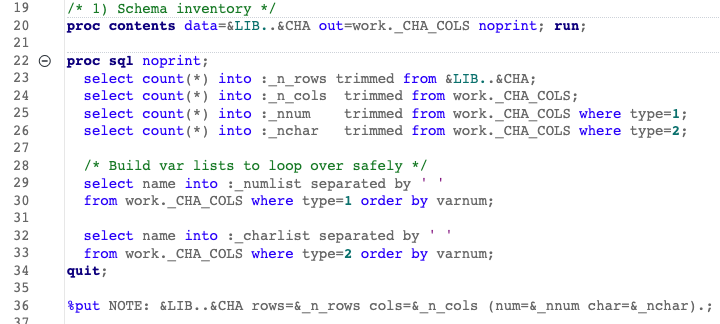 19 /* 1) Schema inventory */
20 proc contents data=&LIB..&CHA out=work._CHA_COLS noprint; run;
21
22 proc sql noprint;
23   select count(*) into :_n_rows trimmed from &LIB..&CHA;
24   select count(*) into :_n_cols  trimmed from work._CHA_COLS;
25   select count(*) into :_nnum    trimmed from work._CHA_COLS where type=1;
26   select count(*) into :_nchar   trimmed from work._CHA_COLS where type=2;
27
28   /* Build var lists to loop over safely */
29   select name into :_numlist separated by ' '
30   from work._CHA_COLS where type=1 order by varnum;
31
32   select name into :_charlist separated by ' '
33   from work._CHA_COLS where type=2 order by varnum;
34 quit;
35
36 %put NOTE: &LIB..&CHA rows=&_n_rows cols=&_n_cols (num=&_nnum char=&_nchar).;
37